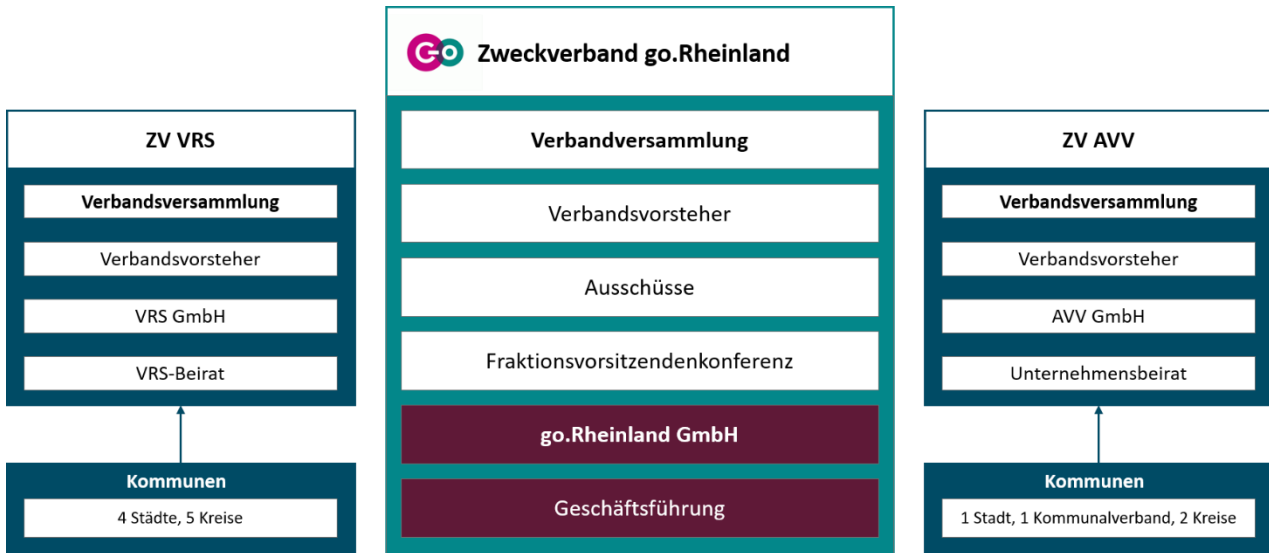 ZV VRS
Verbandsversammlung
Verbandsvorsteher
VRS GmbH
VRS-Beirat
Kommunen
4 Städte, 5 Kreise
Go Zweckverband go.Rheinland
Verbandversammlung
Verbandsvorsteher
Ausschüsse
Fraktionsvorsitzendenkonferenz
go.Rheinland GmbH
Geschäftsführung
ZV AVV
Verbandsversammlung
Verbandsvorsteher
AVV GmbH
Unternehmensbeirat
Kommunen
1 Stadt, 1 Kommunalverband, 2 Kreise